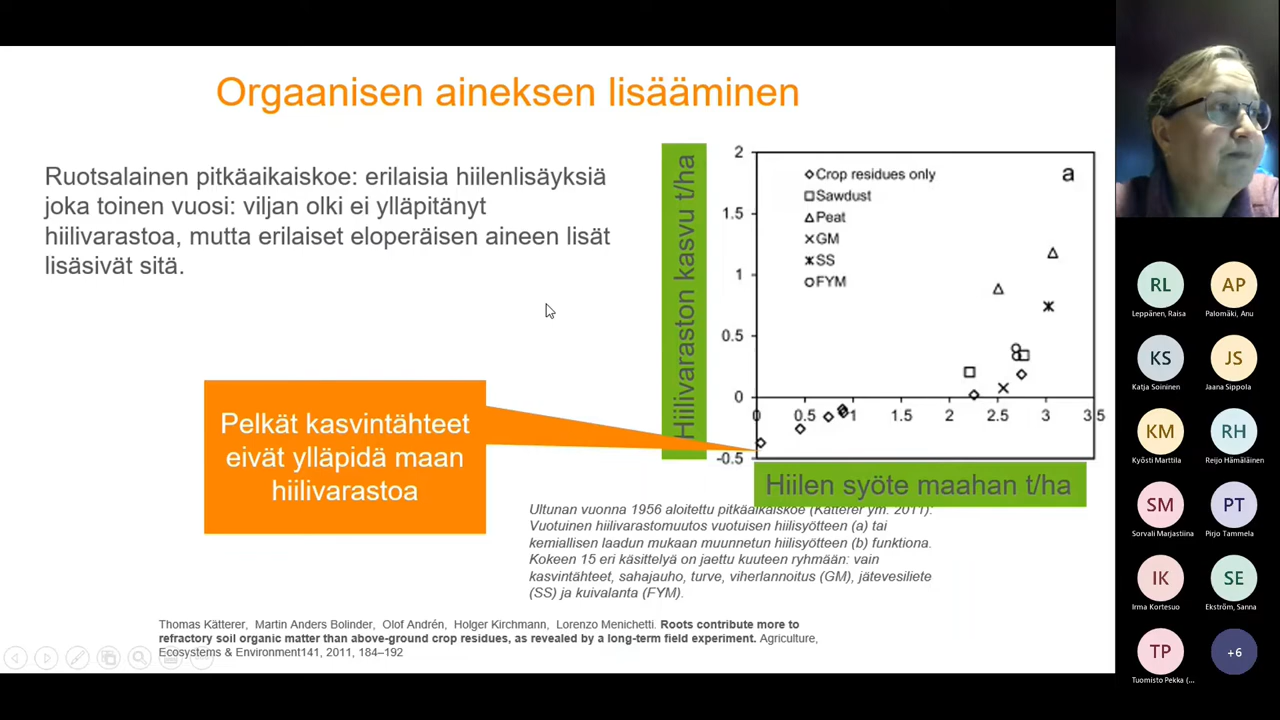 Orgaanisen aineksen lisääminen
Ruotsalainen pitkäaikaiskoe: erilaisia hiilenlisäyksiä
joka toinen vuosi: viljan olki ei ylläpitänyt
hiilivarastoa, mutta erilaiset eloperäisen aineen lisät
lisäsivät sitä.
Pelkät kasvintähteet
eivät ylläpidä maan
hiilivarastoa
Hiilivaraston kasvu t/ha
2
1.5
1
0.5
0
-0.5
Crop residues only
Sawdust
Peat
GM
SS
FYM
a
0 0.5 1 1.5 2 2.5 3 3.5
Hiilen syöte maahan t/ha
Ultunan vuonna 1956 aloitettu pitkäaikaiskoe (Kätterer ym. 2011):
Vuotuinen hiilivarastomuutos vuotuisen hiilisyötteen (a) tai
kemiallisen laadun mukaan muunnetun hiilisyötteen (b) funktiona.
Kokeen 15 eri käsittelyä on jaettu kuuteen ryhmään: vain
kasvintähteet, sahajauho, turve, viherlannoitus (GM), jätevesiliete
(SS) ja kuivalanta (FYM).
Thomas Kätterer, Martin Anders Bolinder, Olof Andrén, Holger Kirchmann, Lorenzo Menichetti. Roots contribute more to
refractory soil organic matter than above-ground crop residues, as revealed by a long-term field experiment. Agriculture,
Ecosystems & Environment141, 2011, 184–192
RL
Leppänen, Raisa
AP
Palomäki, Anu
KS
Katja Soininen
JS
Jaana Sippola
KM
Kyösti Marttila
RH
Reijo Hämäläinen
SM
Sorvali Marjastiina
PT
Pirjo Tammela
IK
Irma Kortesuo
SE
Ekström, Sanna
TP
Tuomisto Pekka (...
+6